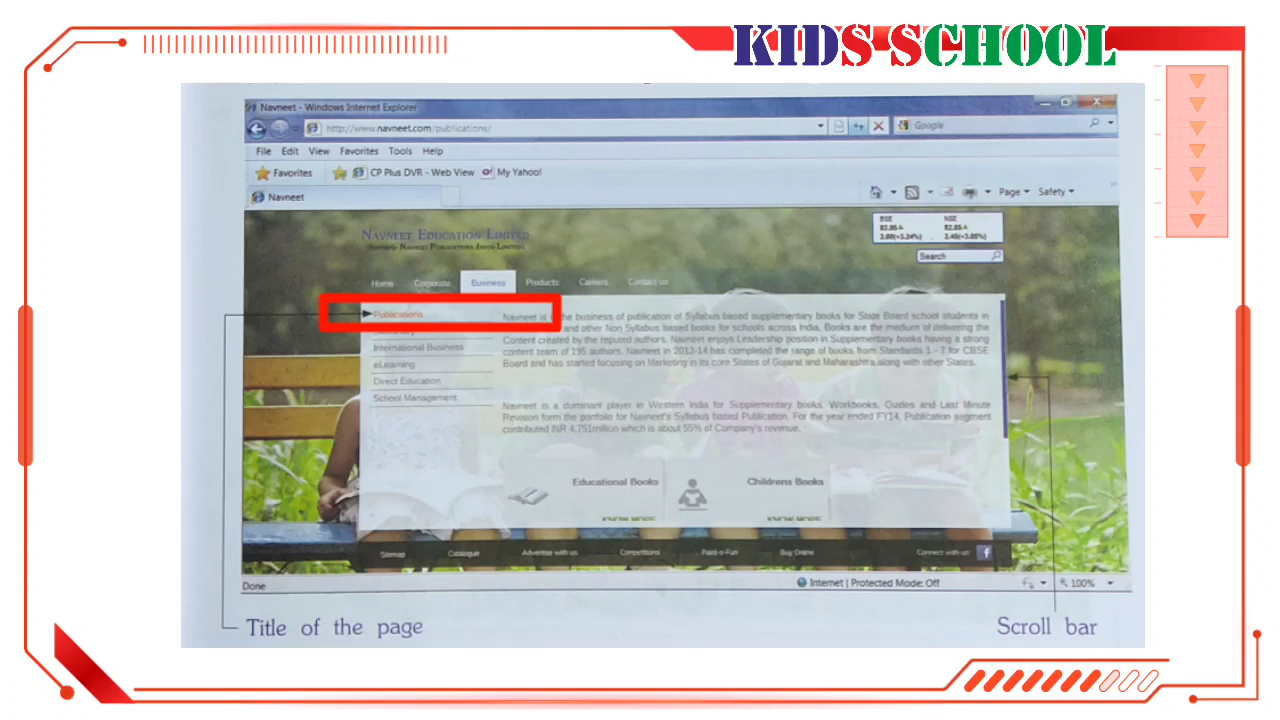 KIDS SCHOOL
Navneet - Windows Internet Explorer
http://www.navneet.com/publications/
Google
File Edit View Favorites Tools Help
Favorites CP Plus DVR - Web View My Yahoo!
Navneet
Page Safety
NAVNEET EDUCATION LIMITED
(FORMERLY NAVNEET PUBLICATIONS (INDIA) LIMITED)
BSE NSE
Search
Home Corporate Business Products Careers Contact us
Publications
International Business
eLearning
Direct Education
School Management
Navneet is in the business of publication of Syllabus based supplementary books for State Board school students in
and other Non Syllabus based books for schools across India, Books are the medium of delivering the
Content created by the reputed authors, Navneet enjoys Leadership position in Supplementary books having a strong
content team of 195 authors. Navneet in 2013-14 has completed the range of books from Standards 1 - 7 for CBSE
Board and has started focusing on Marketing in its core States of Gujarat and Maharashtra along with other States.
Navneet is a dominant player in Western India for Supplementary books. Workbooks, Guides and Last Minute
Revision form the portfolio for Navneet's Syllabus based Publication. For the year ended FY14, Publication segment
contributed INR 4,751million which is about 55% of Company's revenue.
Educational Books
KNOW MORE
Childrens Books
KNOW MORE
Sitemap Catalogue Advertise with us Competitions Paint-o-Fun Buy Online Connect with us:
Done
Internet | Protected Mode: Off
100%
Title of the page
Scroll bar